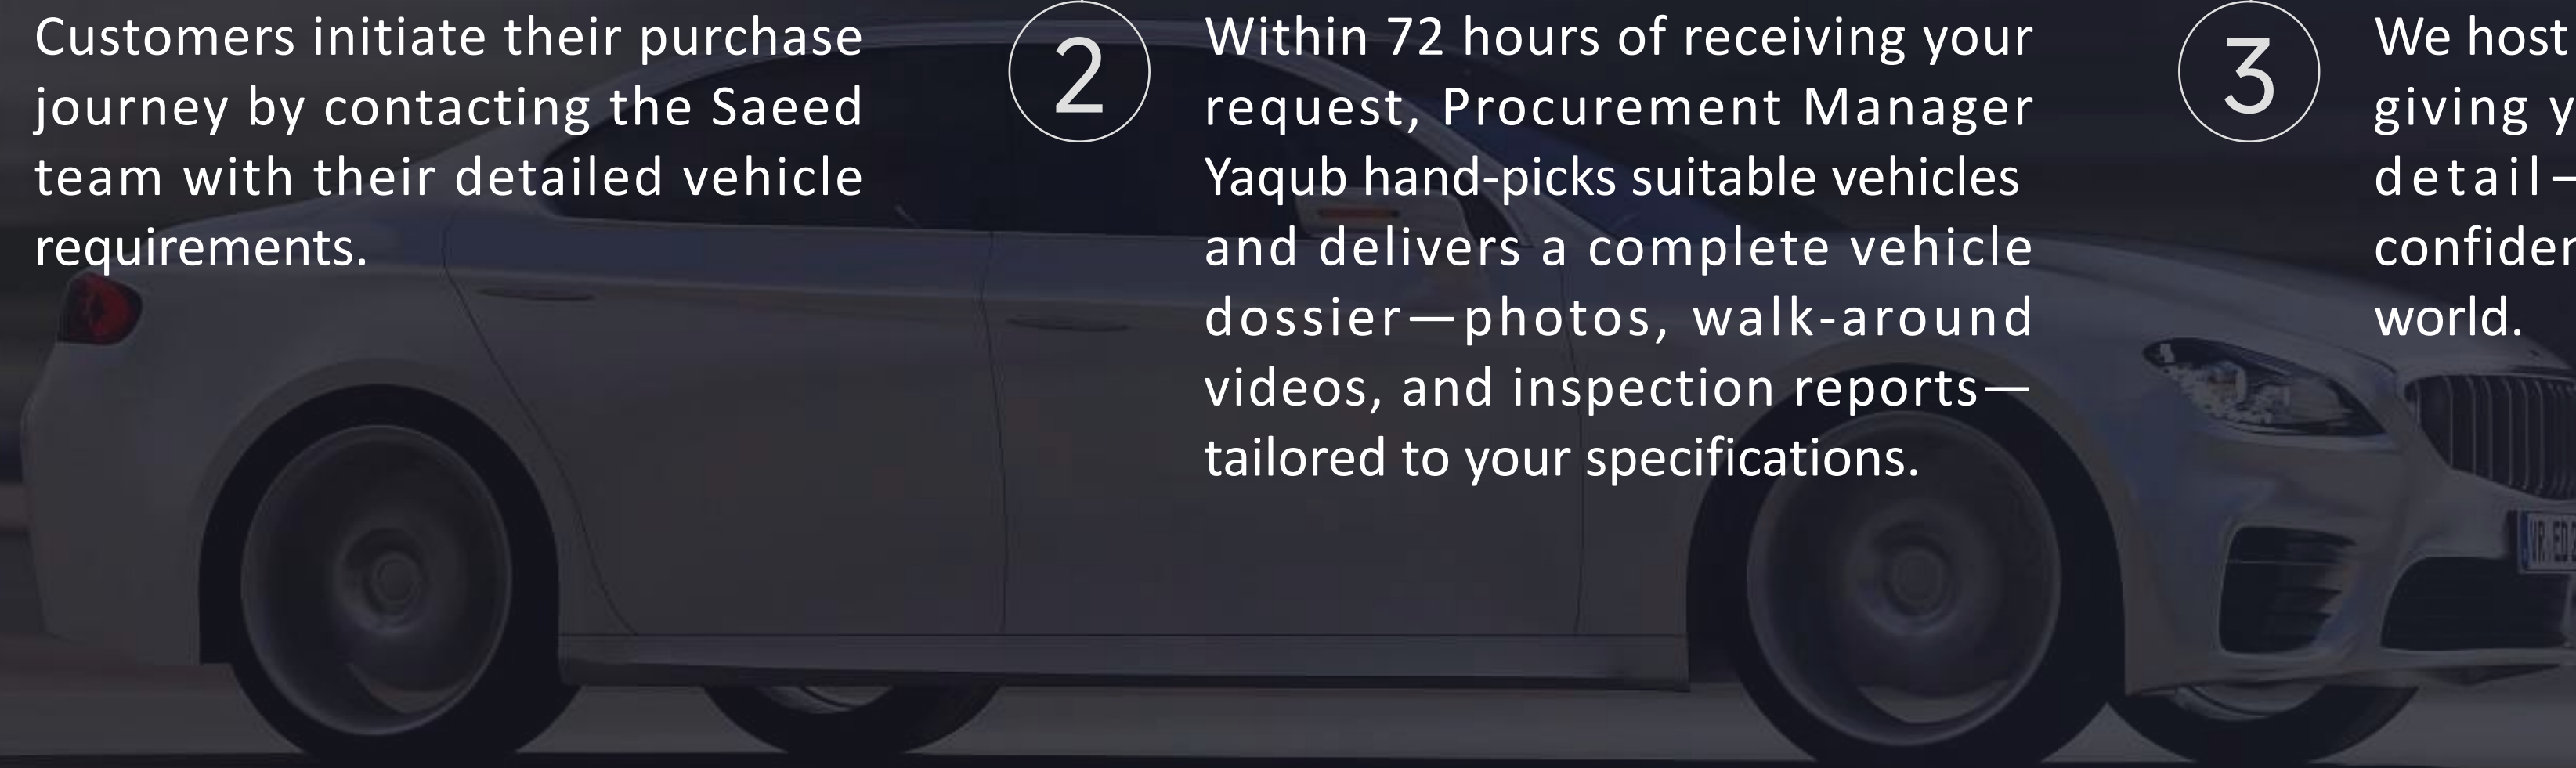 Customers initiate their purchase
journey by contacting the Saeed
team with their detailed vehicle
requirements.
2
Within 72 hours of receiving your
request, Procurement Manager
Yaqub hand-picks suitable vehicles
and delivers a complete vehicle
dossier—photos, walk-around
videos, and inspection reports—
tailored to your specifications.
3
We host
giving
detail—
world.